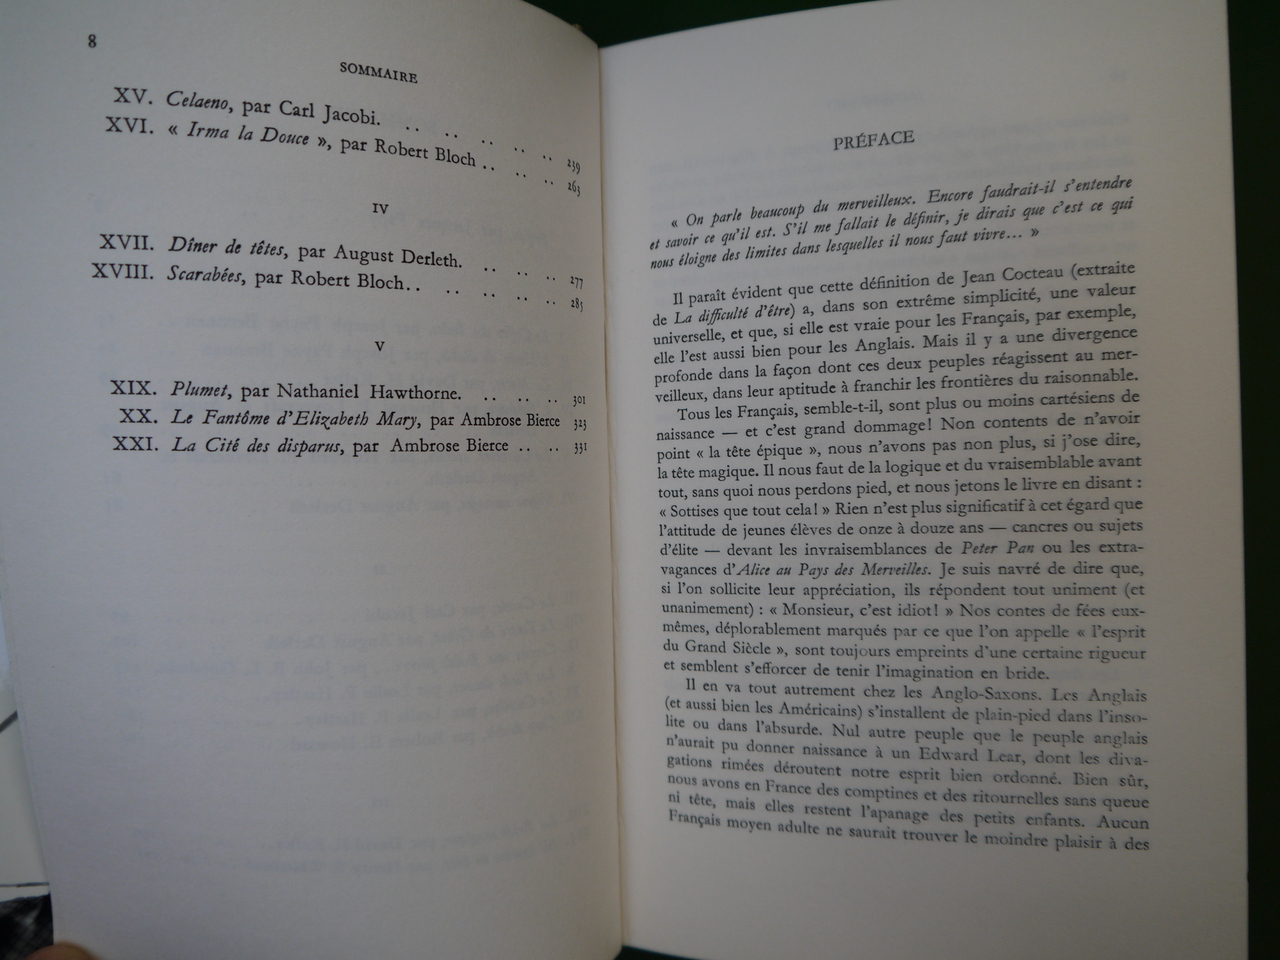 8
SOMMAIRE
XV. Celaeno, par Carl Jacobi. .. .. .. .. .. 239
XVI. « Irma la Douce », par Robert Bloch .. .. .. 263
IV
XVII. Dîner de têtes, par August Derleth. .. .. .. 277
XVIII. Scarabées, par Robert Bloch.. .. .. .. .. 285
V
XIX. Plumet, par Nathaniel Hawthorne. .. .. .. 301
XX. Le Fantôme d'Elizabeth Mary, par Ambrose Bierce 323
XXI. La Cité des disparus, par Ambrose Bierce .. .. 331
PRÉFACE
« On parle beaucoup du merveilleux. Encore faudrait-il s'entendre
et savoir ce qu'il est. S'il me fallait le définir, je dirais que c'est ce qui
nous éloigne des limites dans lesquelles il nous faut vivre... »
Il paraît évident que cette définition de Jean Cocteau (extraite
de La difficulté d'être) a, dans son extrême simplicité, une valeur
universelle, et que, si elle est vraie pour les Français, par exemple,
elle l'est aussi bien pour les Anglais. Mais il y a une divergence
profonde dans la façon dont ces deux peuples réagissent au mer-
veilleux, dans leur aptitude à franchir les frontières du raisonnable.
Tous les Français, semble-t-il, sont plus ou moins cartésiens de
naissance — et c'est grand dommage! Non contents de n'avoir
point « la tête épique », nous n'avons pas non plus, si j'ose dire,
la tête magique. Il nous faut de la logique et du vraisemblable avant
tout, sans quoi nous perdons pied, et nous jetons le livre en disant :
« Sottises que tout cela! » Rien n'est plus significatif à cet égard que
l'attitude de jeunes élèves de onze à douze ans — cancres ou sujets
d'élite — devant les invraisemblances de Peter Pan ou les extra-
vagances d'Alice au Pays des Merveilles. Je suis navré de dire que,
si l'on sollicite leur appréciation, ils répondent tout uniment (et
unanimement) : « Monsieur, c'est idiot! » Nos contes de fées eux-
mêmes, déplorablement marqués par ce que l'on appelle « l'esprit
du Grand Siècle », sont toujours empreints d'une certaine rigueur
et semblent s'efforcer de tenir l'imagination en bride.
Il en va tout autrement chez les Anglo-Saxons. Les Anglais
(et aussi bien les Américains) s'installent de plain-pied dans l'inso-
lite ou dans l'absurde. Nul autre peuple que le peuple anglais
n'aurait pu donner naissance à un Edward Lear, dont les diva-
gations rimées déroutent notre esprit bien ordonné. Bien sûr,
nous avons en France des comptines et des ritournelles sans queue
ni tête, mais elles restent l'apanage des petits enfants. Aucun
Français moyen adulte ne saurait trouver le moindre plaisir à des